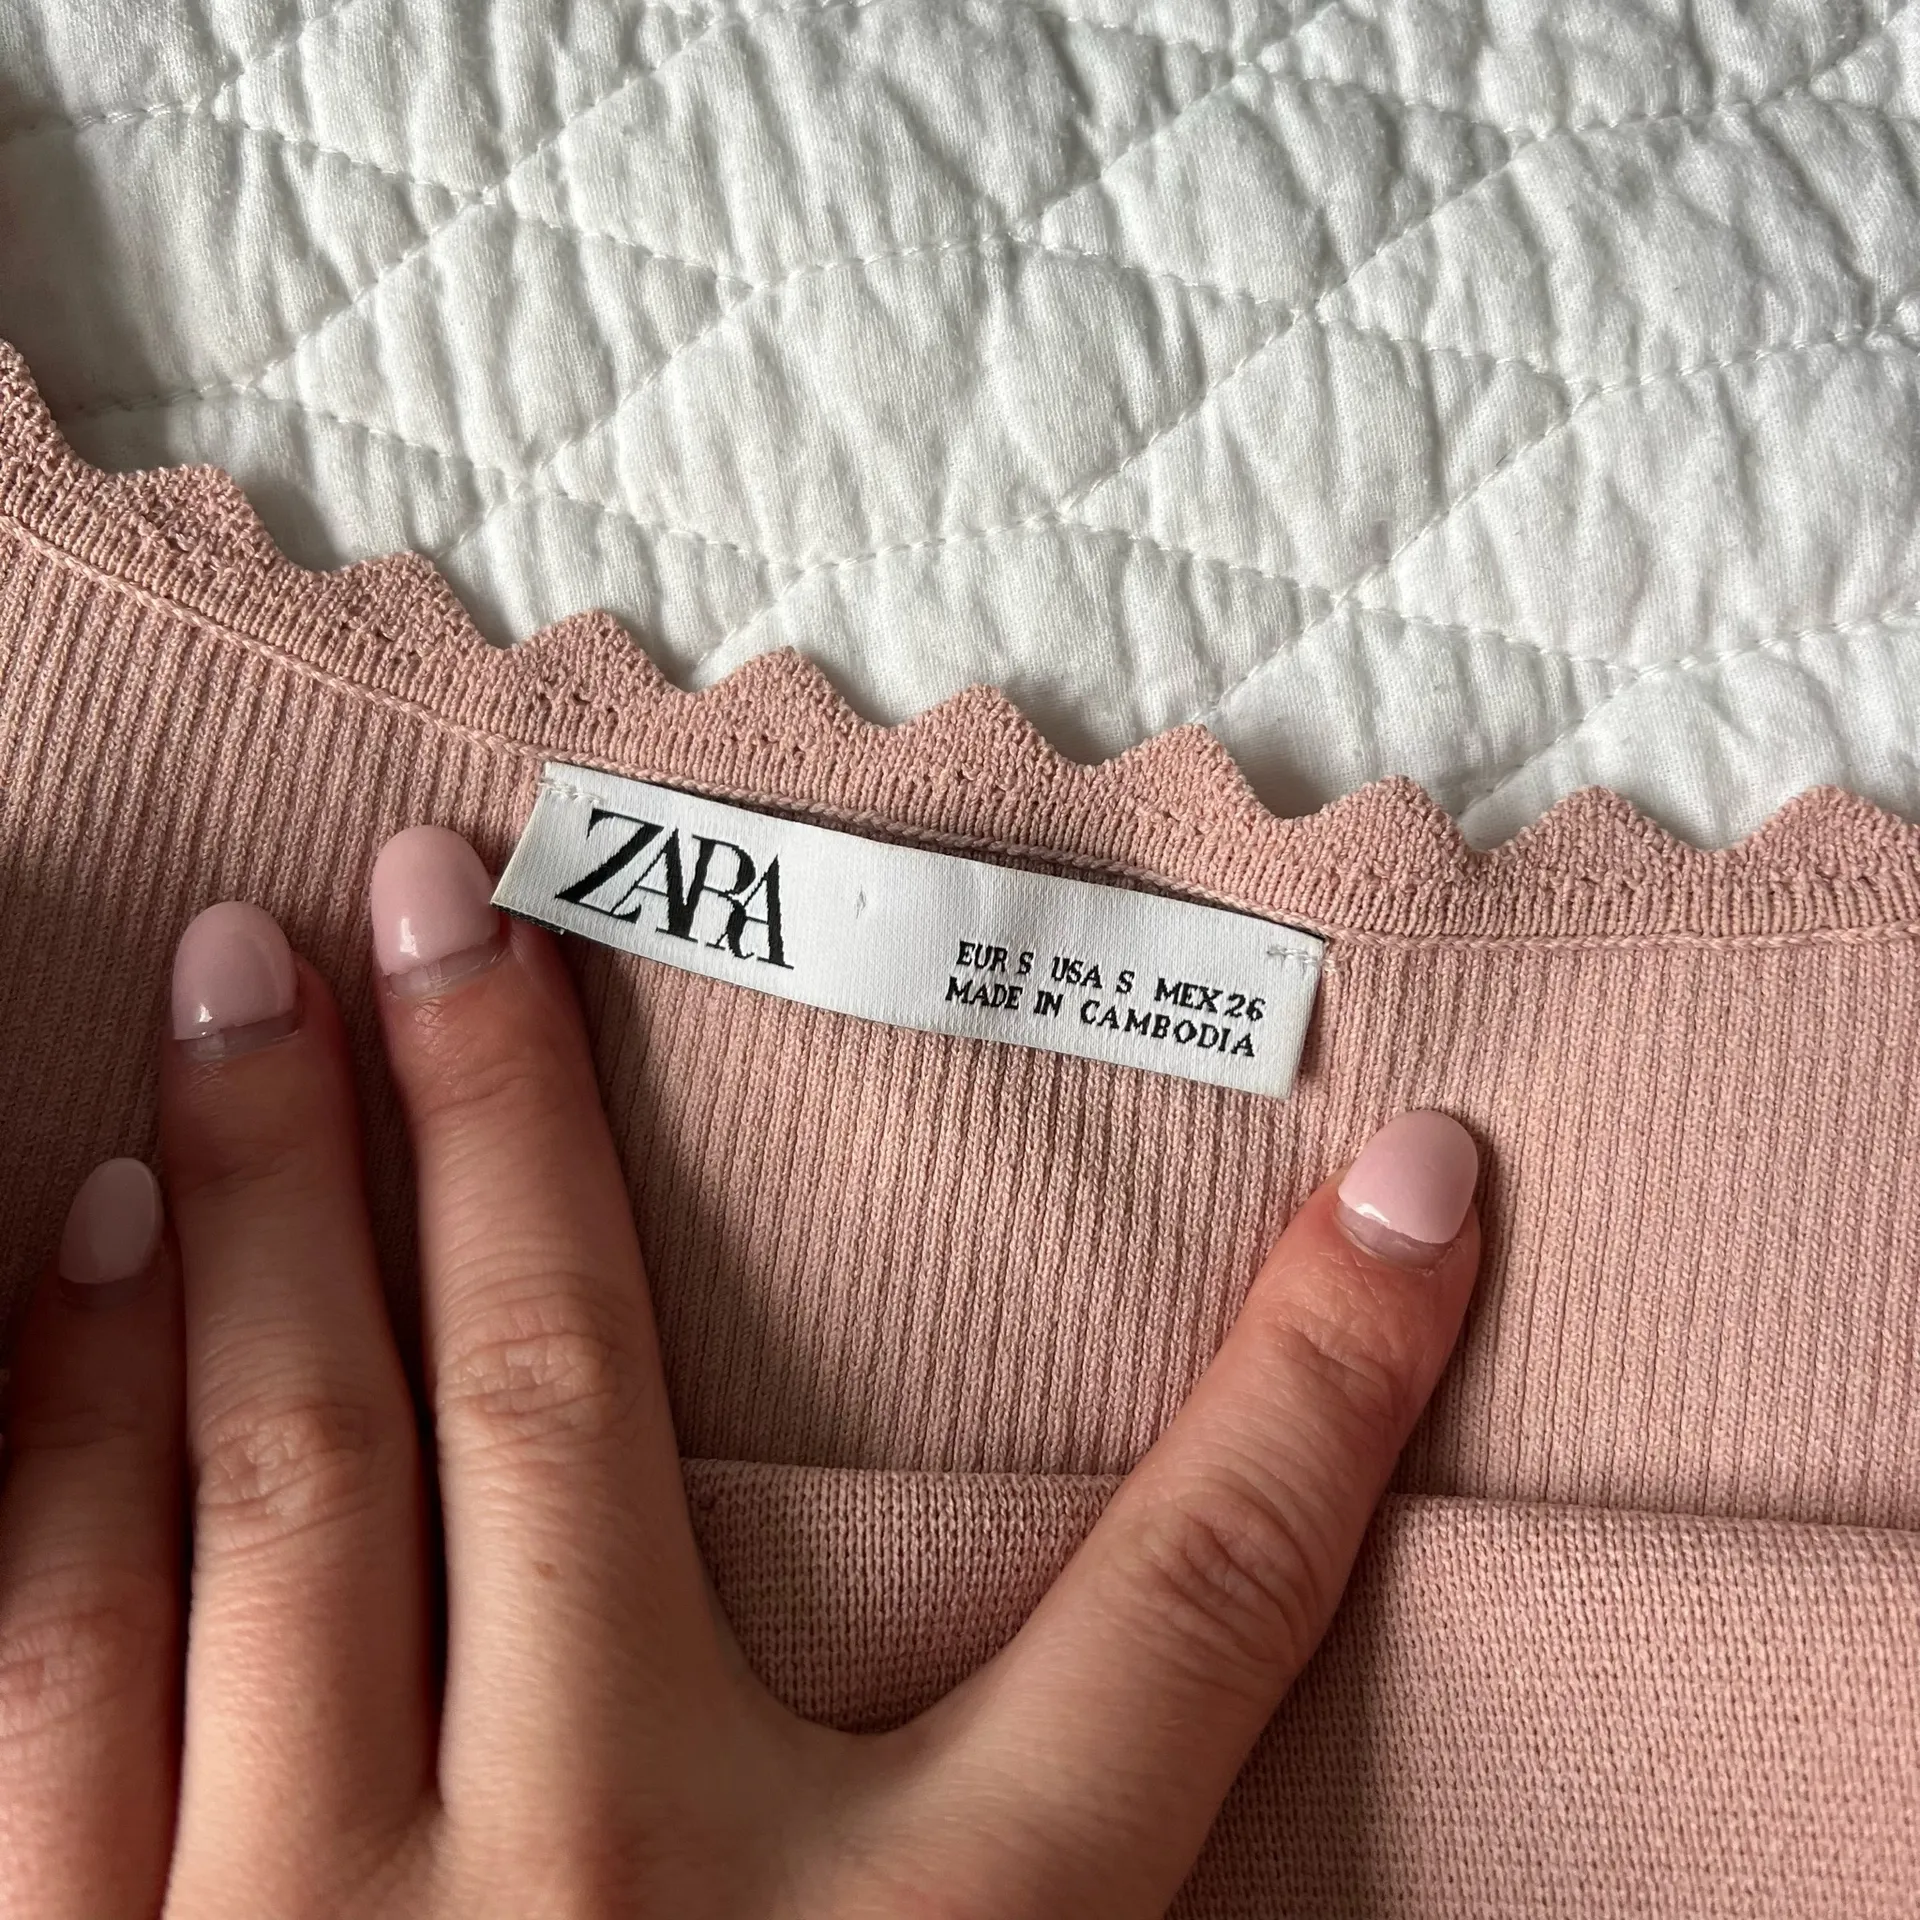 ZARA
EUR S USA S MEX 26
MADE IN CAMBODIA